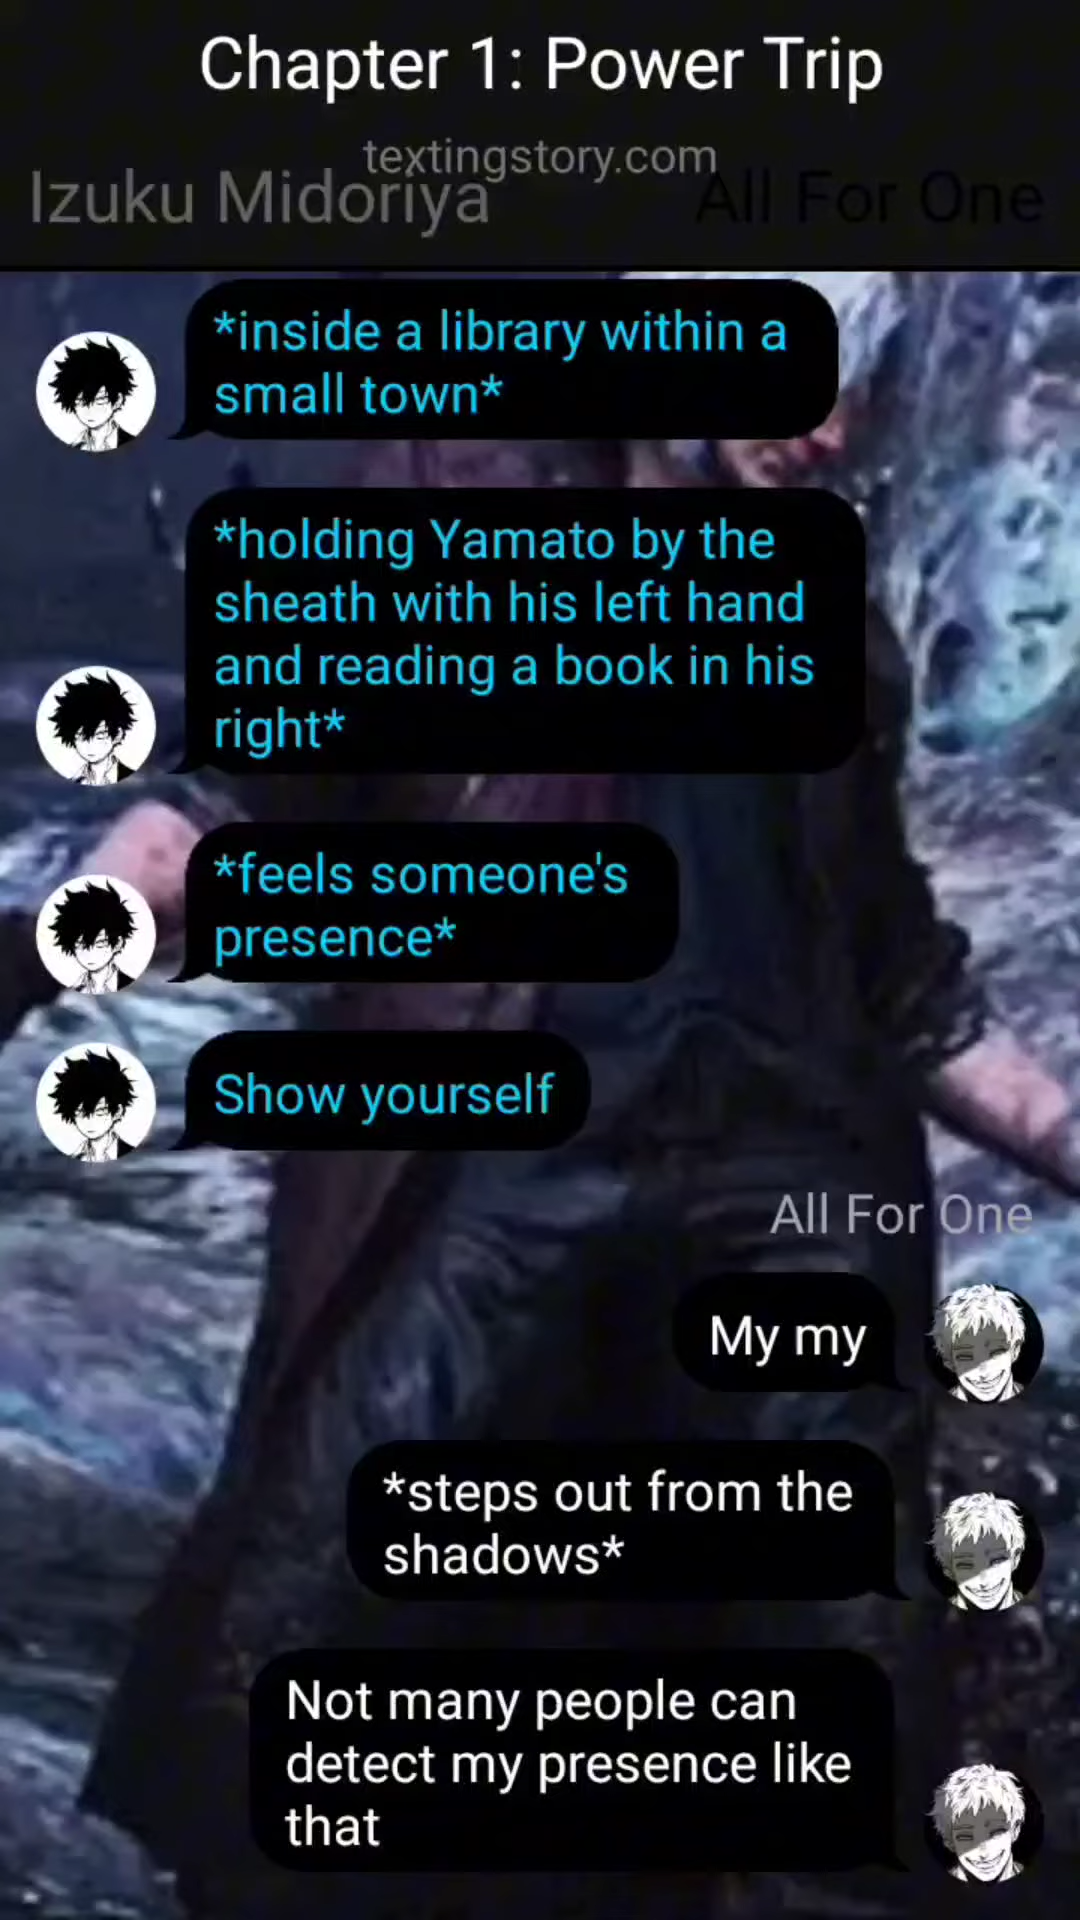 Chapter 1: Power Trip
textingstory.com
Izuku Midoriya
All For One
*inside a library within a
small town*
*holding Yamato by the
sheath with his left hand
and reading a book in his
right*
*feels someone's
presence*
Show yourself
All For One
My my
*steps out from the
shadows*
Not many people can
detect my presence like
that